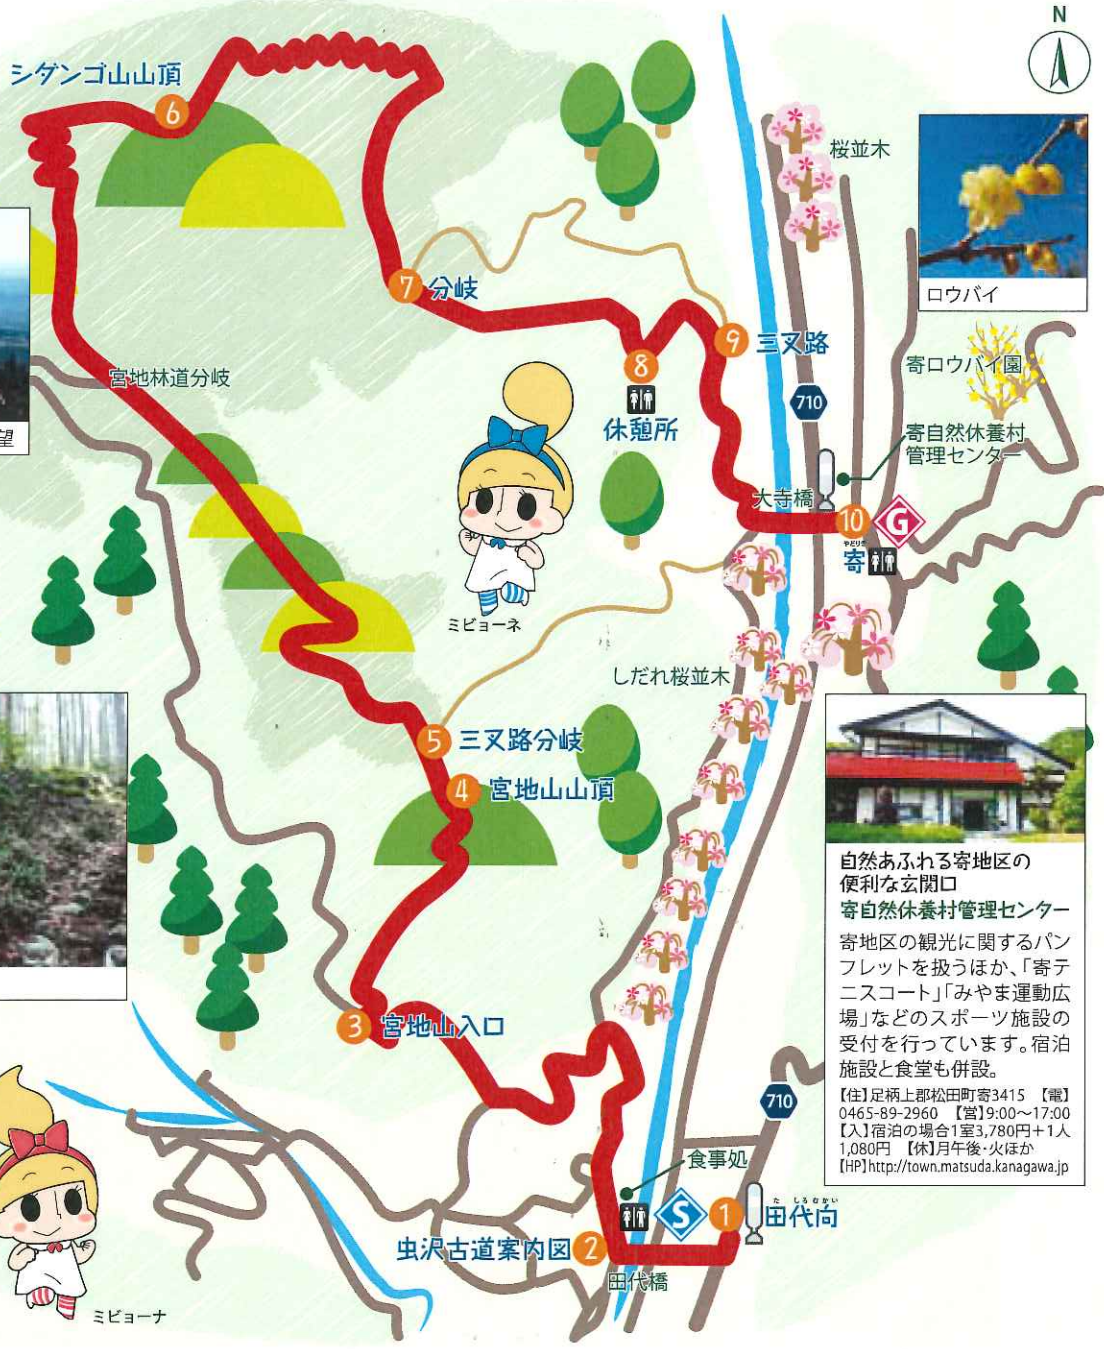 N
シダンゴ山山頂
6
桜並木
ロウバイ
7 分岐
9 三叉路
8
休憩所
710
宮地林道分岐
望
寄ロウバイ園
寄自然休養村
管理センター
大寺橋
10 G
やどりき
寄
ミビョーネ
しだれ桜並木
5 三叉路分岐
4 宮地山山頂
3 宮地山入口
自然あふれる寄地区の
便利な玄関口
寄自然休養村管理センター
寄地区の観光に関するパン
フレットを扱うほか、「寄テ
ニスコート」「みやま運動広
場」などのスポーツ施設の
受付を行っています。宿泊
施設と食堂も併設。
【住】足柄上郡松田町寄3415 【電】
0465-89-2960 【営】9:00〜17:00
【入】宿泊の場合1室3,780円+1人
1,080円 【休】月午後・火ほか
【HP】http://town.matsuda.kanagawa.jp
710
食事処
S 1
たしろむかい
田代向
虫沢古道案内図 2
田代橋
ミビョーナ